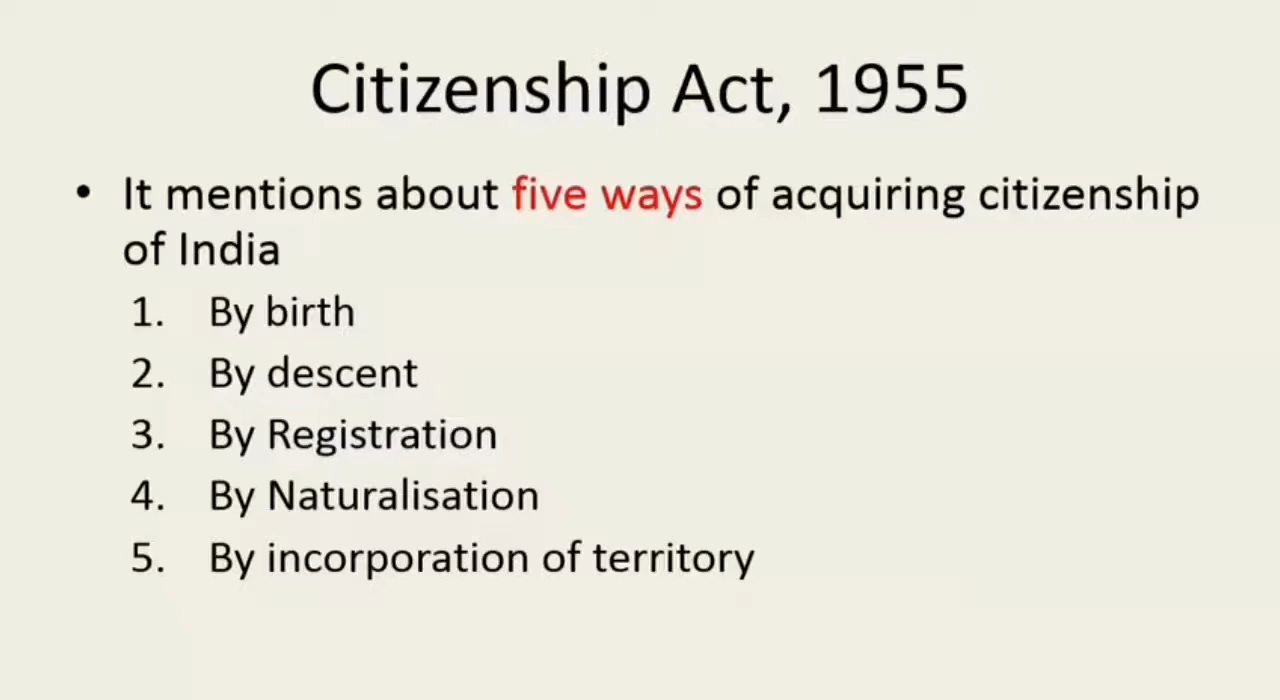 Citizenship Act, 1955
• It mentions about five ways of acquiring citizenship
of India
1. By birth
2. By descent
3. By Registration
4. By Naturalisation
5. By incorporation of territory